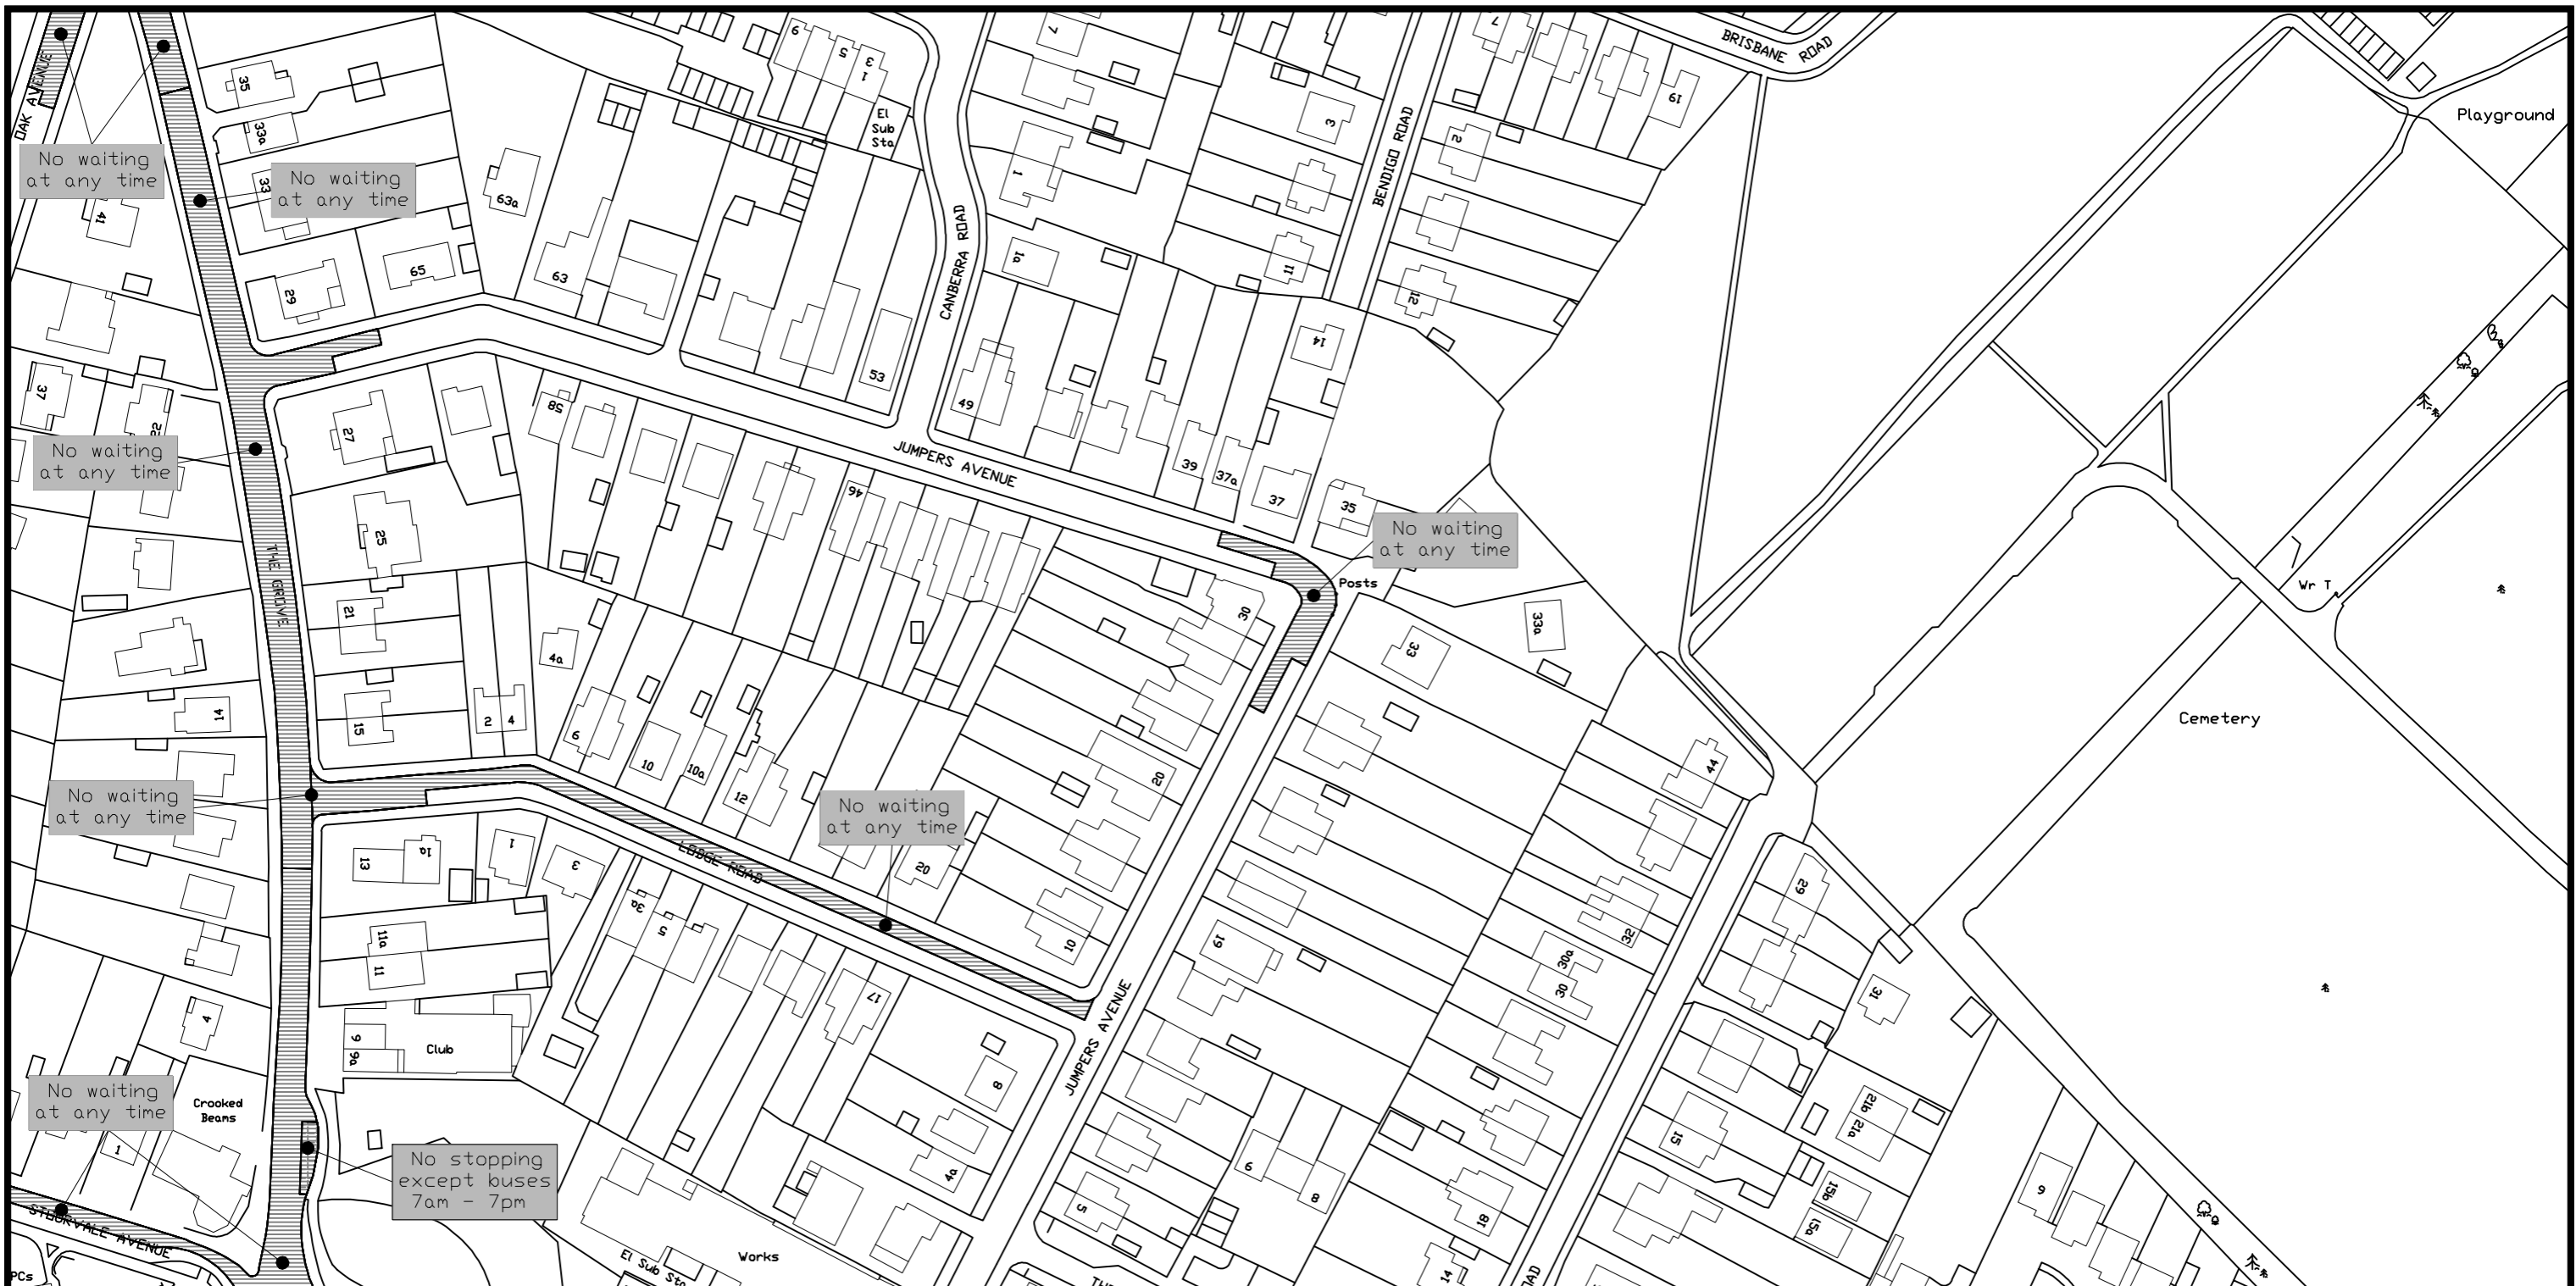 BRISBANE ROAD
Playground
OAK AVENUE
35
33a
33
9
5
3
1
El
Sub
Sta
7
1
3
2
7
19
BENDIGO ROAD
No waiting
at any time
No waiting
at any time
41
63a
63
65
29
CANBERRA ROAD
1a
11
12
14
37
27
58
53
49
39
37a
37
35
JUMPERS AVENUE
No waiting
at any time
46
25
THE GROVE
No waiting
at any time
Posts
Wr T
21
4a
30
33
33a
14
15
2
4
6
10
10a
12
20
44
Cemetery
No waiting
at any time
No waiting
at any time
LODGE ROAD
13
1a
1
3
3a
5
20
10
29
32
30a
30
19
31
11a
11
17
4
9
9a
Club
JUMPERS AVENUE
8
No waiting
at any time
Crooked
Beams
1
No stopping
except buses
7am - 7pm
4a
6
8
5
15
21b
21a
15b
15a
9
18
14
STOURVALE AVENUE
PCs
El Sub Sta
Works